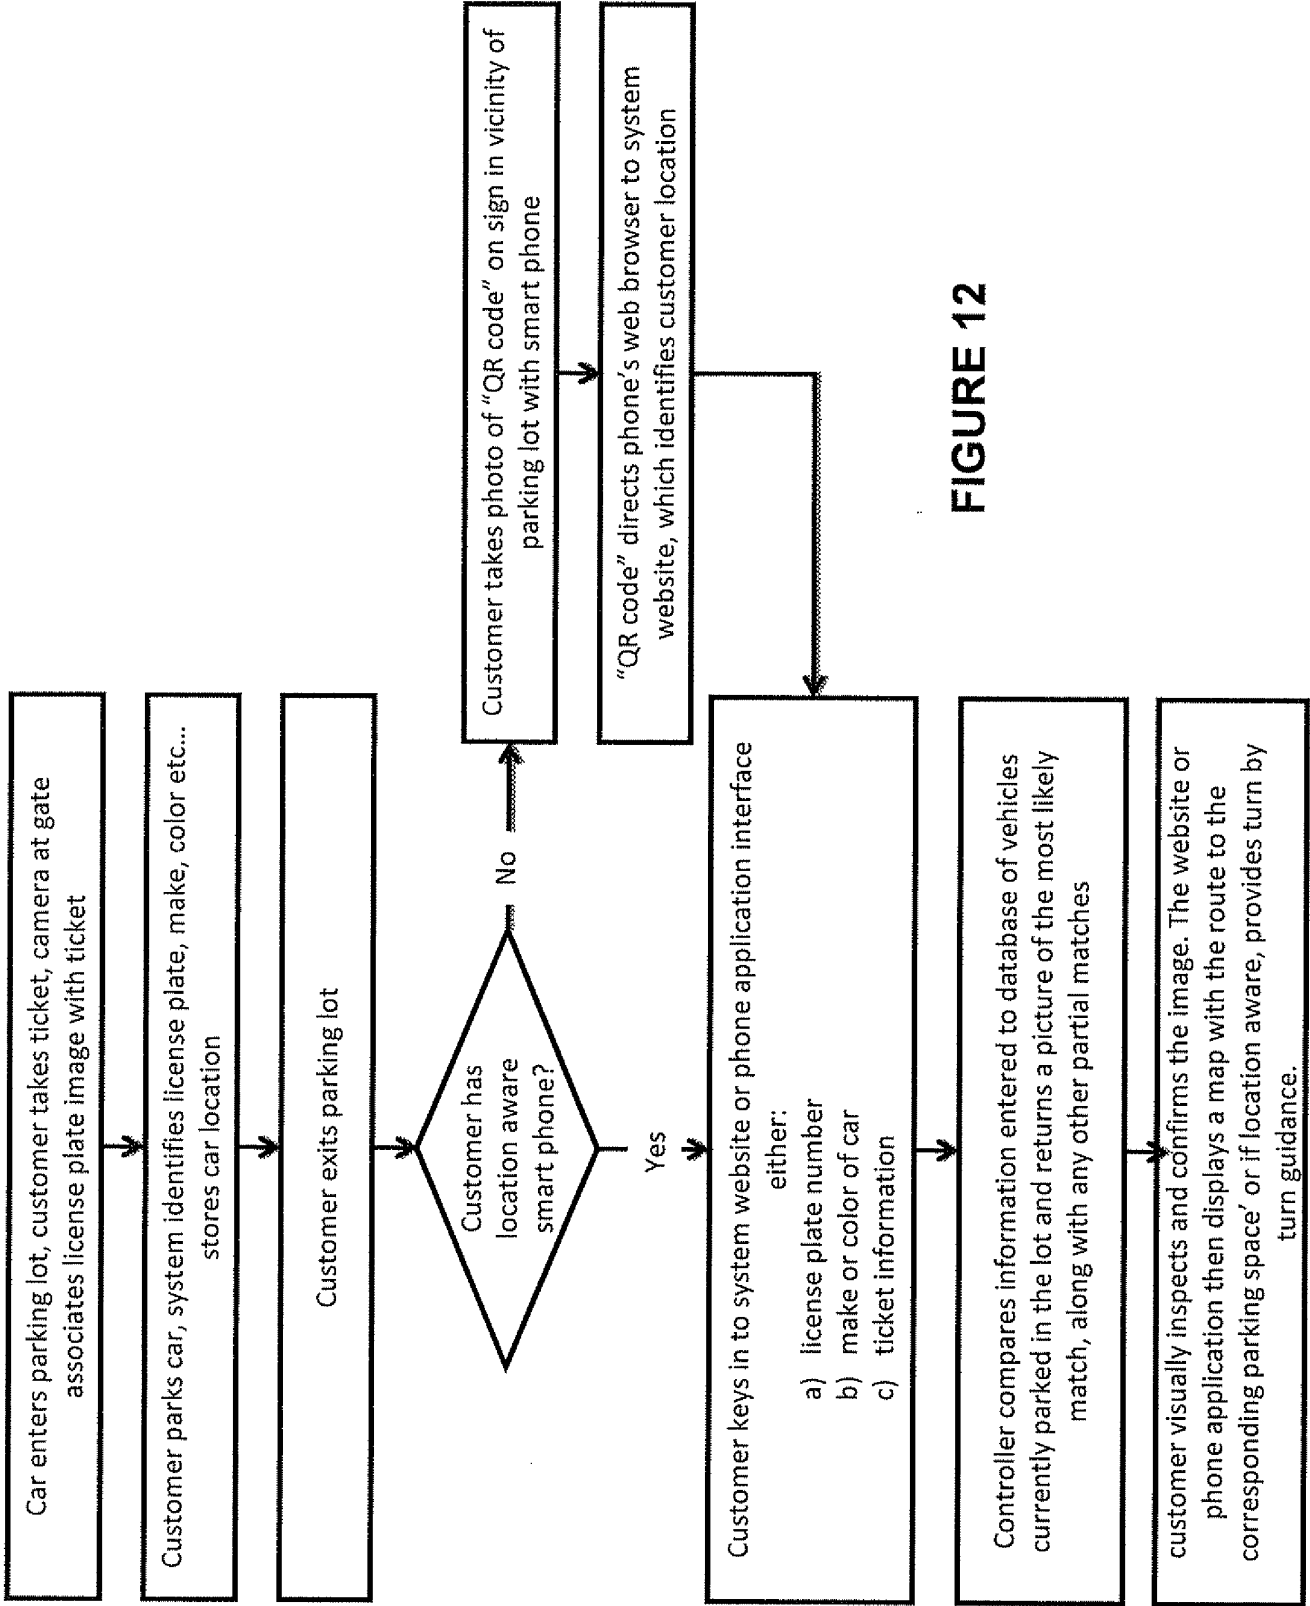 Car enters parking lot, customer takes ticket, camera at gate
associates license plate image with ticket
Customer parks car, system identifies license plate, make, color etc...
stores car location
Customer exits parking lot
Customer has
location aware
smart phone?
No
Customer takes photo of "QR code" on sign in vicinity of
parking lot with smart phone
"QR code" directs phone's web browser to system
website, which identifies customer location
Yes
Customer keys in to system website or phone application interface
either:
a) license plate number
b) make or color of car
c) ticket information
Controller compares information entered to database of vehicles
currently parked in the lot and returns a picture of the most likely
match, along with any other partial matches
customer visually inspects and confirms the image. The website or
phone application then displays a map with the route to the
corresponding parking space' or if location aware, provides turn by
turn guidance.
FIGURE 12